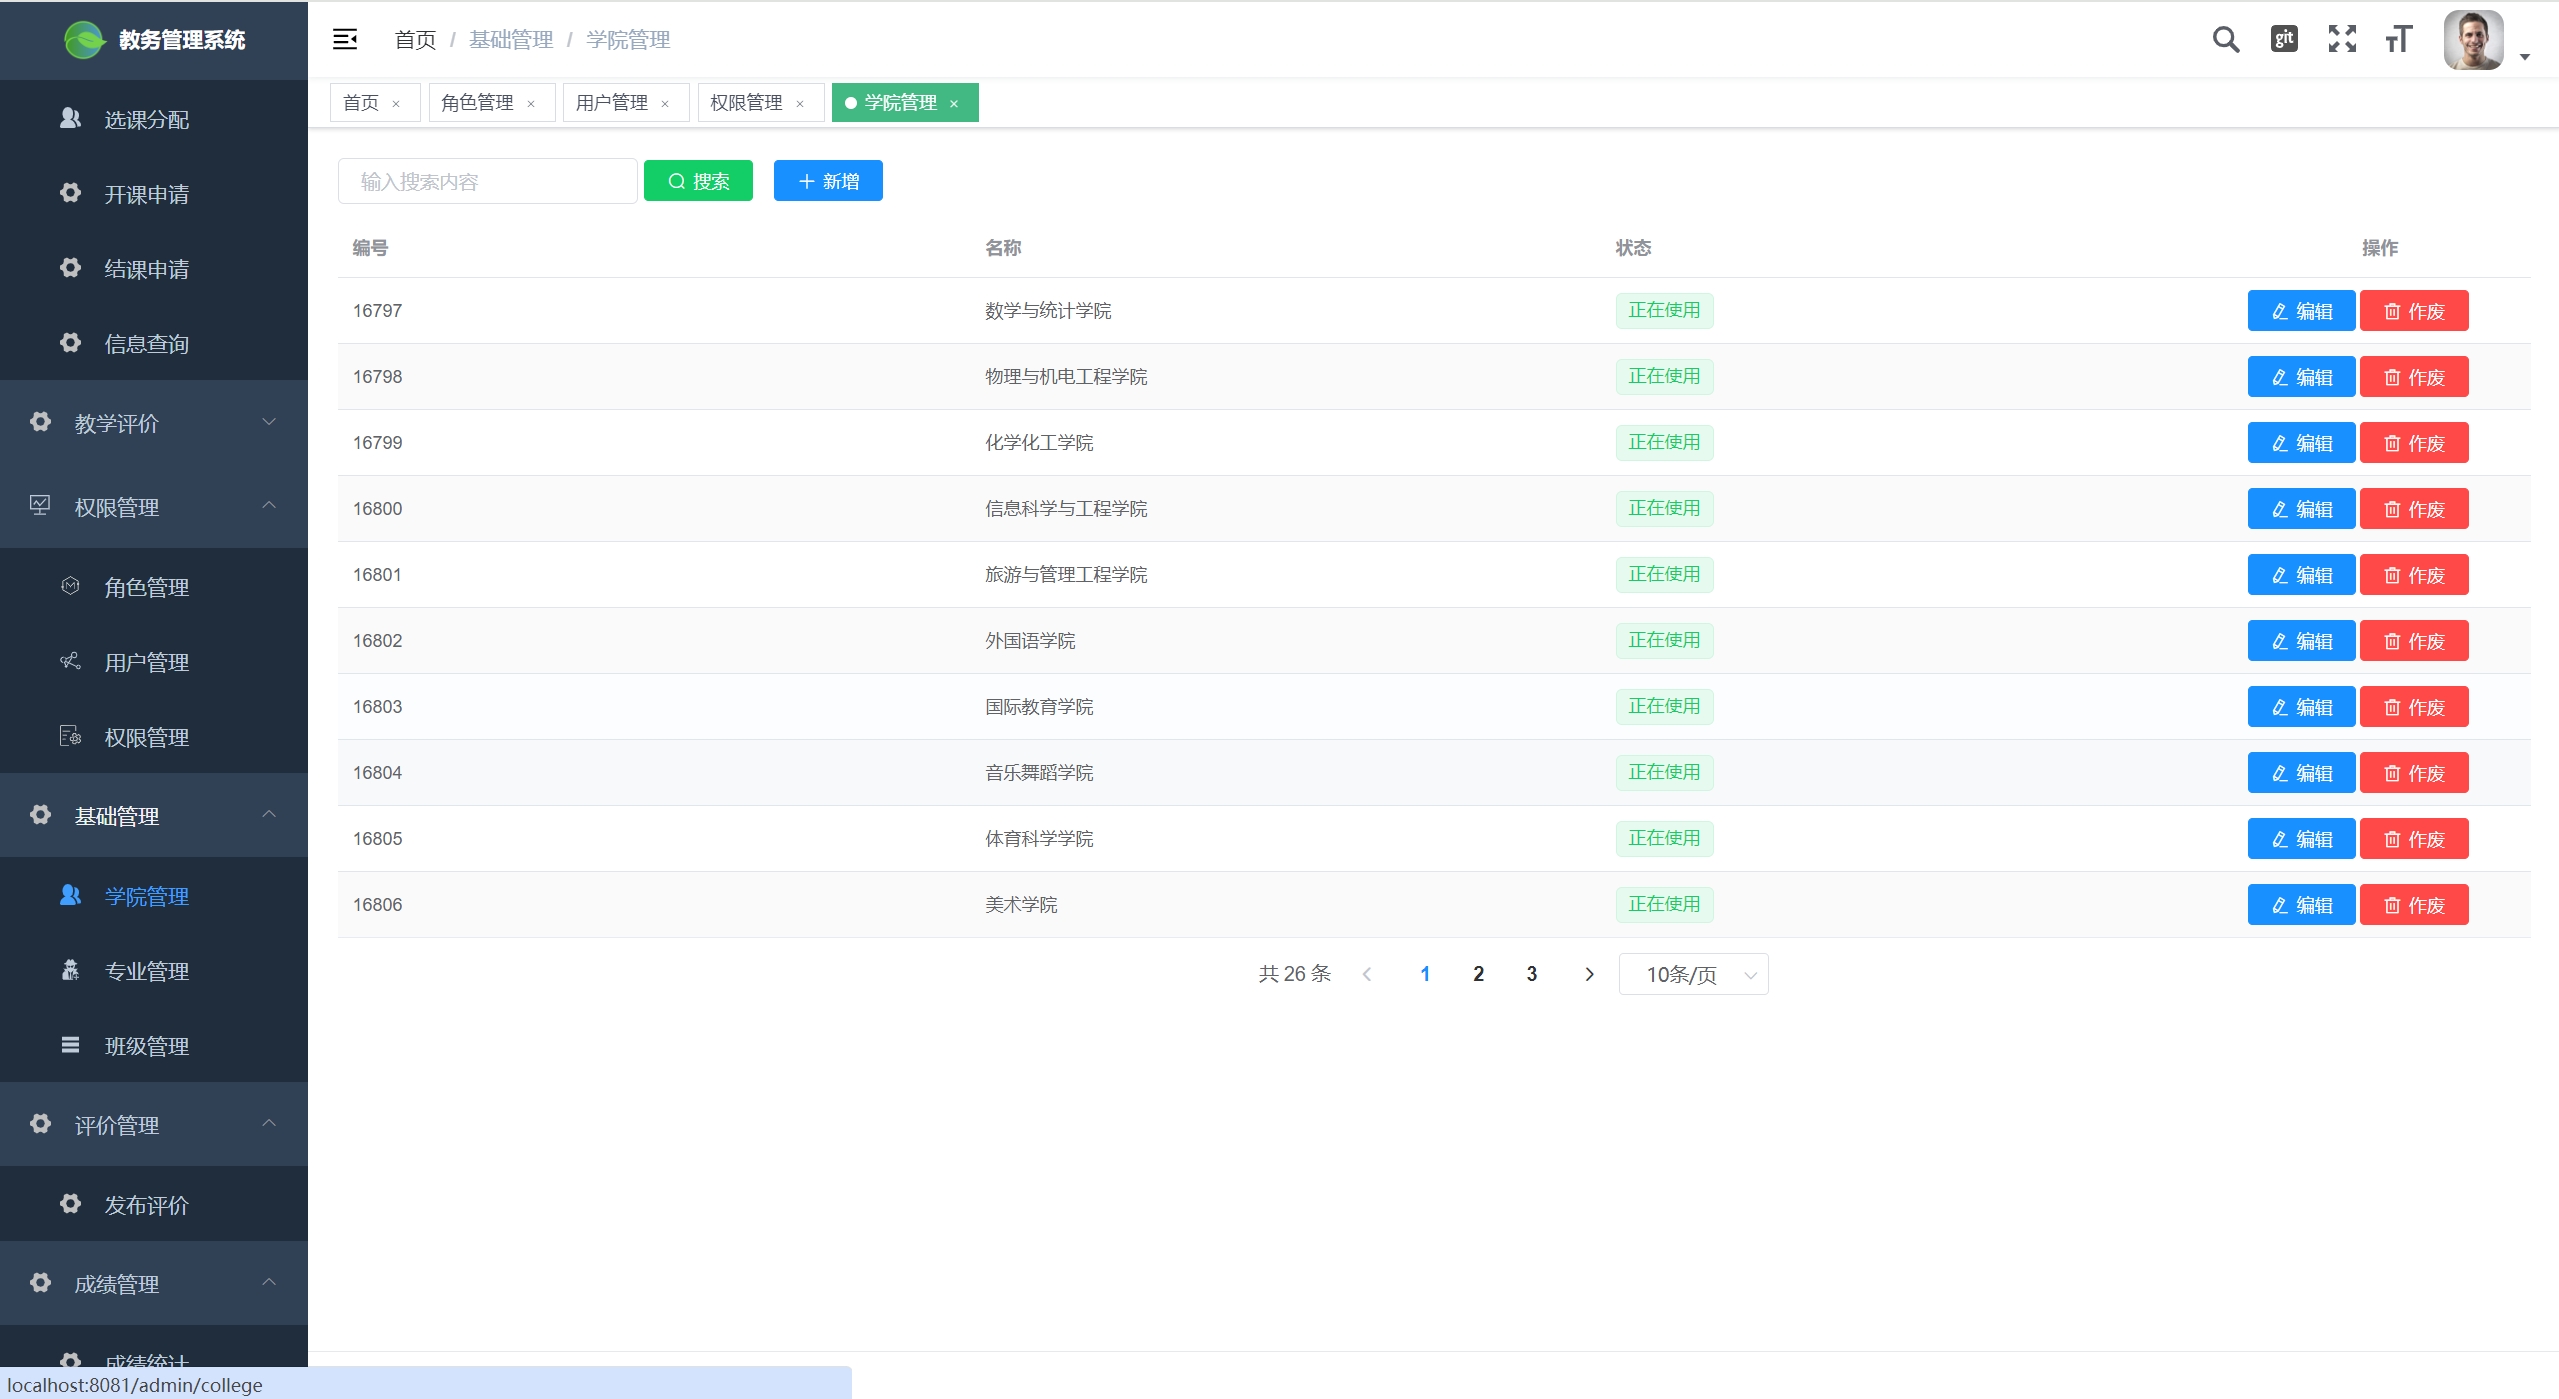 教务管理系统
首页 / 基础管理 / 学院管理
git
首页 × 角色管理 × 用户管理 × 权限管理 × 学院管理 ×
选课分配
开课申请
结课申请
信息查询
教学评价
权限管理
角色管理
用户管理
权限管理
基础管理
学院管理
专业管理
班级管理
评价管理
发布评价
成绩管理
成绩统计
输入搜索内容 搜索 新增
编号 名称 状态 操作
16797 数学与统计学院 正在使用 编辑 作废
16798 物理与机电工程学院 正在使用 编辑 作废
16799 化学化工学院 正在使用 编辑 作废
16800 信息科学与工程学院 正在使用 编辑 作废
16801 旅游与管理工程学院 正在使用 编辑 作废
16802 外国语学院 正在使用 编辑 作废
16803 国际教育学院 正在使用 编辑 作废
16804 音乐舞蹈学院 正在使用 编辑 作废
16805 体育科学学院 正在使用 编辑 作废
16806 美术学院 正在使用 编辑 作废
共 26 条 1 2 3 10条/页
localhost:8081/admin/college